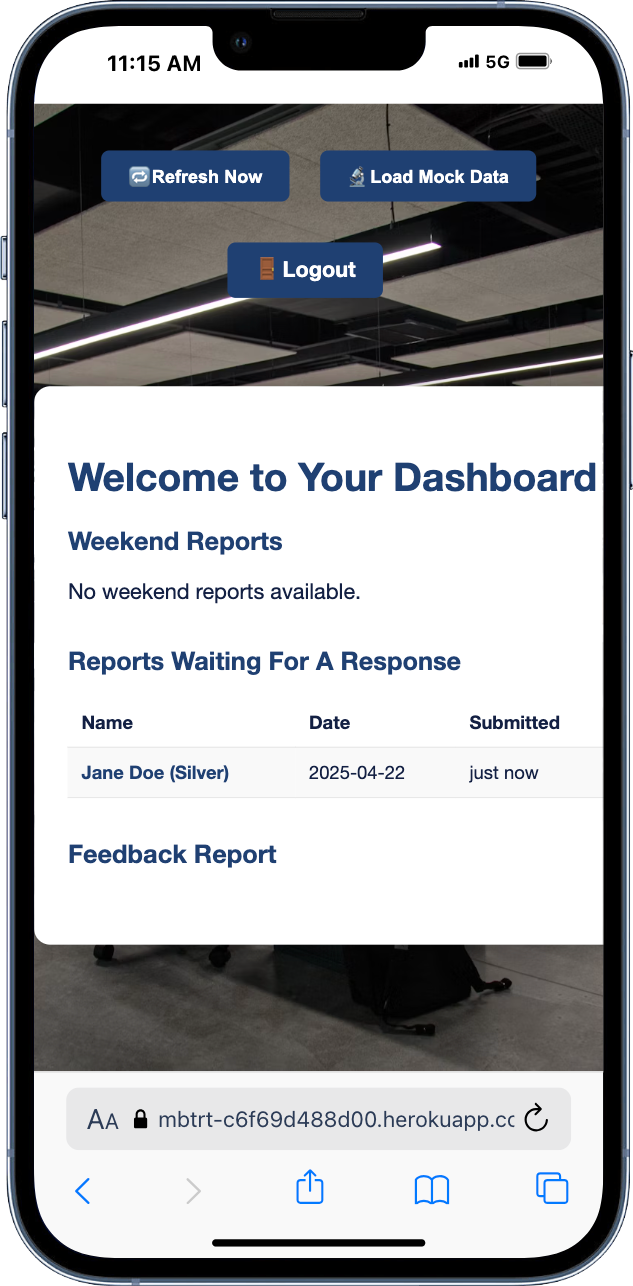 11:15 AM
5G
Refresh Now
Load Mock Data
Logout
Welcome to Your Dashboard
Weekend Reports
No weekend reports available.
Reports Waiting For A Response
Name Date Submitted
Jane Doe (Silver) 2025-04-22 just now
Feedback Report
AA mbtrt-c6f69d488d00.herokuapp.cc